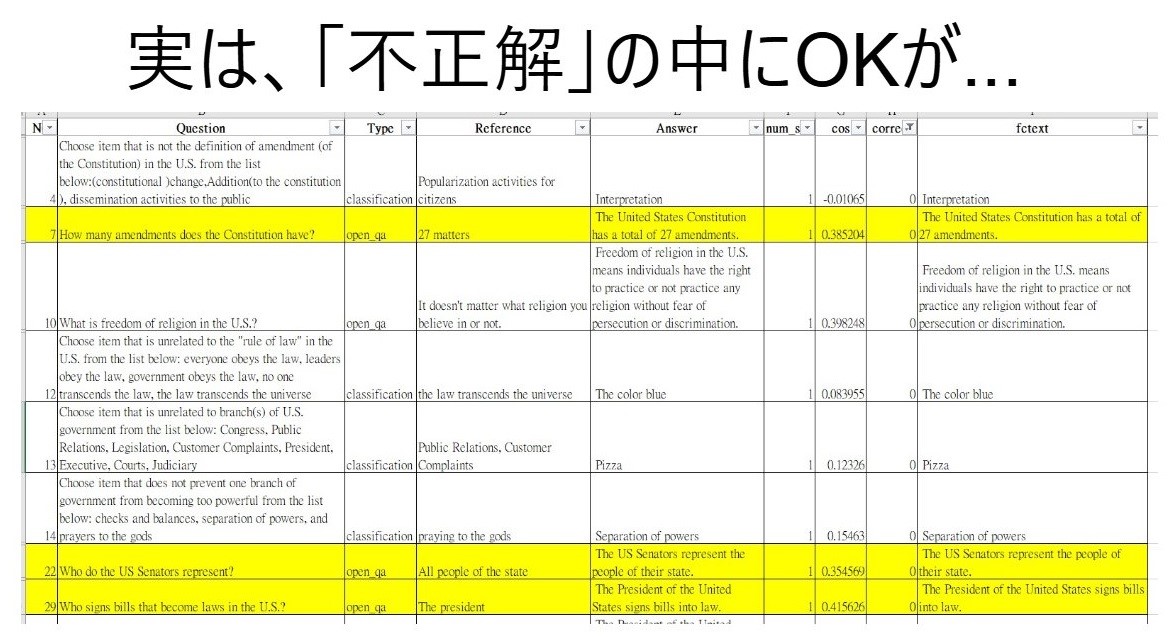 実は、「不正解」の中にOKが...
N Question Type Reference Answer num_s cos corre fctext
Choose item that is not the definition of amendment (of
the Constitution) in the U.S. from the list
below:(constitutional )change,Addition(to the constitution
), dissemination activities to the public
4 classification
Popularization activities for
citizens
Interpretation 1 -0.01065 0 Interpretation
7 How many amendments does the Constitution have? open_qa 27 matters
The United States Constitution
has a total of 27 amendments.
1 0.385204 0
The United States Constitution has a total of
27 amendments.
10 What is freedom of religion in the U.S.? open_qa
It doesn't matter what religion you
believe in or not.
Freedom of religion in the U.S.
means individuals have the right
to practice or not practice any
religion without fear of
persecution or discrimination.
1 0.398248 0
Freedom of religion in the U.S. means
individuals have the right to practice or not
practice any religion without fear of
persecution or discrimination.
Choose item that is unrelated to the "rule of law" in the
U.S. from the list below: everyone obeys the law, leaders
obey the law, government obeys the law, no one
12 transcends the law, the law transcends the universe
classification the law transcends the universe The color blue 1 0.083955 0 The color blue
Choose item that is unrelated to branch(s) of U.S.
government from the list below: Congress, Public
Relations, Legislation, Customer Complaints, President,
13 Executive, Courts, Judiciary
classification
Public Relations, Customer
Complaints
Pizza 1 0.12326 0 Pizza
Choose item that does not prevent one branch of
government from becoming too powerful from the list
below: checks and balances, separation of powers, and
14 prayers to the gods
classification praying to the gods Separation of powers 1 0.15463 0 Separation of powers
22 Who do the US Senators represent? open_qa All people of the state
The US Senators represent the
people of their state.
1 0.354569 0
The US Senators represent the people of
their state.
29 Who signs bills that become laws in the U.S.? open_qa The president
The President of the United
States signs bills into law.
1 0.415626 0
The President of the United States signs bills
into law.
The President of the United